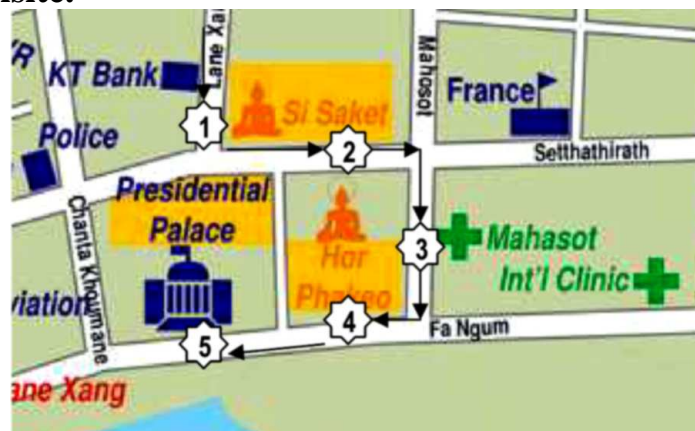 Lane Xa
KT Bank
Mahosot
France
1
Si Saket
Police
2
Setthathirath
Presidential
Palace
Chanta Khoumane
Hor
Phakeo
3
Mahasot
Int'l Clinic
viation
4
Fa Ngum
5
ane Xang